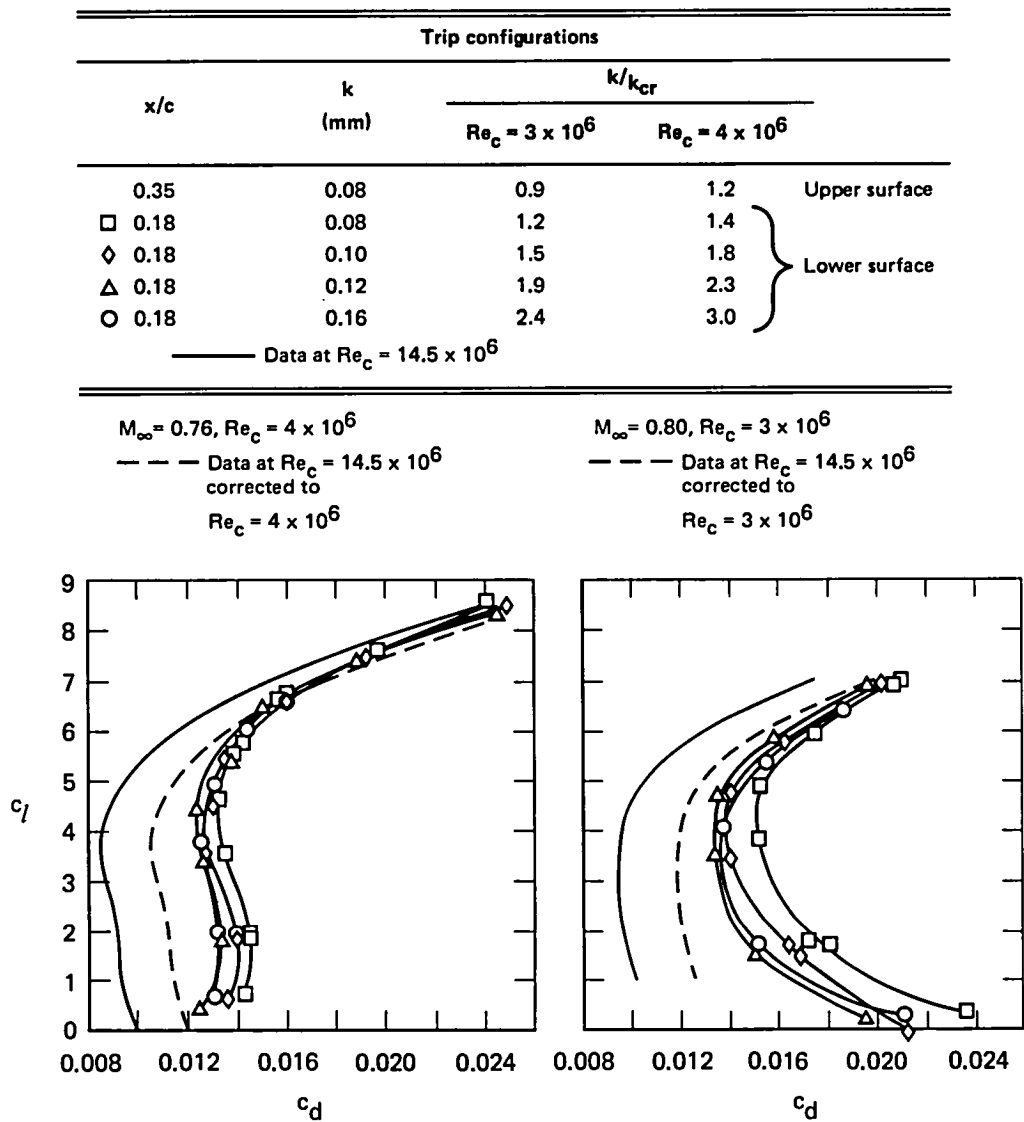 Trip configurations
x/c k (mm) k/kcr
Re_c = 3 x 10^6 Re_c = 4 x 10^6
0.35 0.08 0.9 1.2 Upper surface
□ 0.18 0.08 1.2 1.4
◇ 0.18 0.10 1.5 1.8
Lower surface
△ 0.18 0.12 1.9 2.3
○ 0.18 0.16 2.4 3.0
Data at Re_c = 14.5 x 10^6
M∞ = 0.76, Re_c = 4 x 10^6
Data at Re_c = 14.5 x 10^6
corrected to
Re_c = 4 x 10^6
M∞ = 0.80, Re_c = 3 x 10^6
Data at Re_c = 14.5 x 10^6
corrected to
Re_c = 3 x 10^6
9
8
7
6
5
c_l
4
3
2
1
0
0.008 0.012 0.016 0.020 0.024
c_d
0.008 0.012 0.016 0.020 0.024
c_d